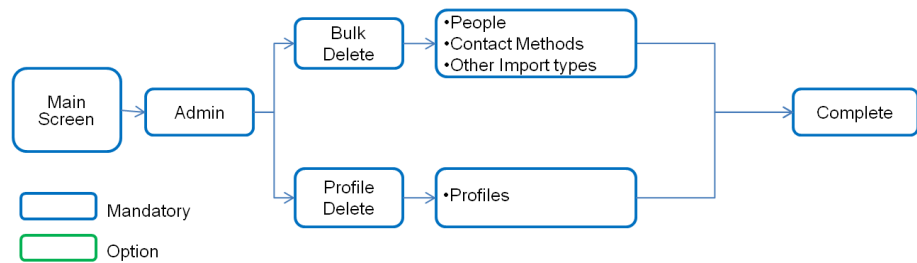 Main
Screen
Admin
Bulk
Delete
•People
•Contact Methods
•Other Import types
Profile
Delete
•Profiles
Complete
Mandatory
Option